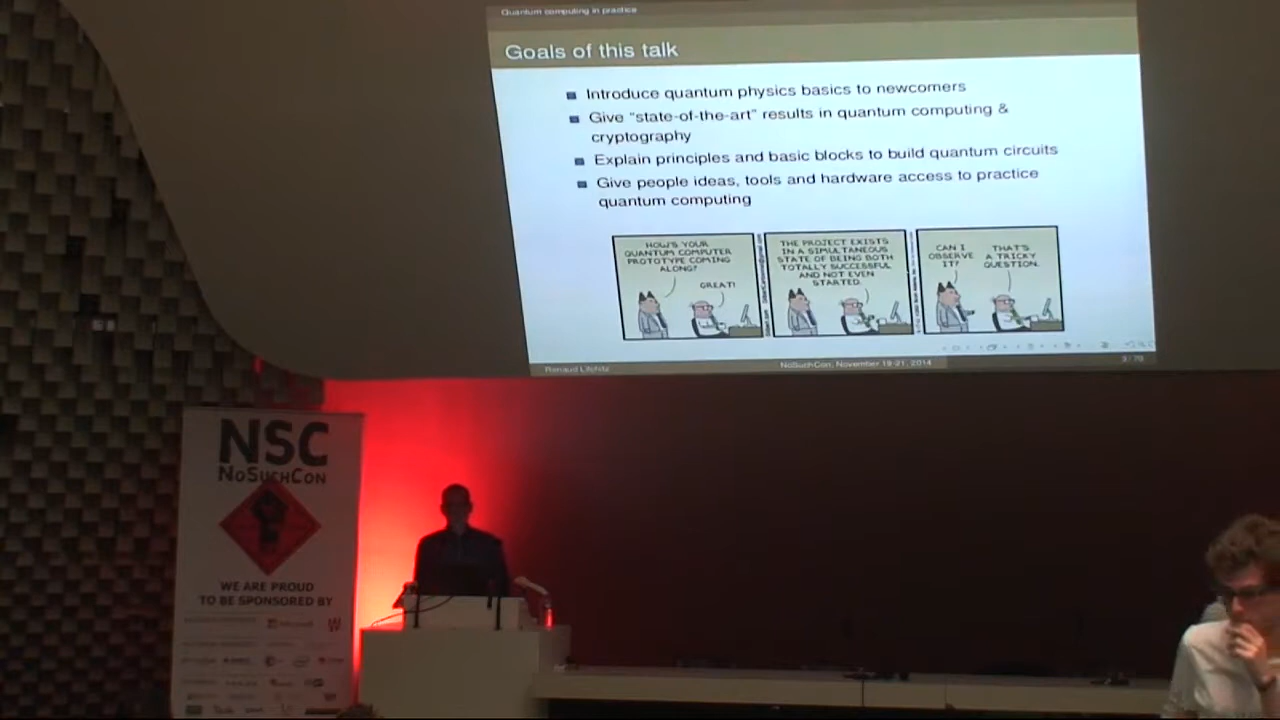 Quantum computing in practice
Goals of this talk
Introduce quantum physics basics to newcomers
Give "state-of-the-art" results in quantum computing &
cryptography
Explain principles and basic blocks to build quantum circuits
Give people ideas, tools and hardware access to practice
quantum computing
HOW'S YOUR
QUANTUM COMPUTER
PROTOTYPE COMING
ALONG?
GREAT!
THE PROJECT EXISTS
IN A SIMULTANEOUS
STATE OF BEING BOTH
TOTALLY SUCCESSFUL
AND NOT EVEN
STARTED.
CAN I
OBSERVE
IT?
THAT'S
A TRICKY
QUESTION.
Renaud Lifchitz
NoSuchCon, November 19-21, 2014
3 / 70
NSC
NOSUCHCON
WE ARE PROUD
TO BE SPONSORED BY